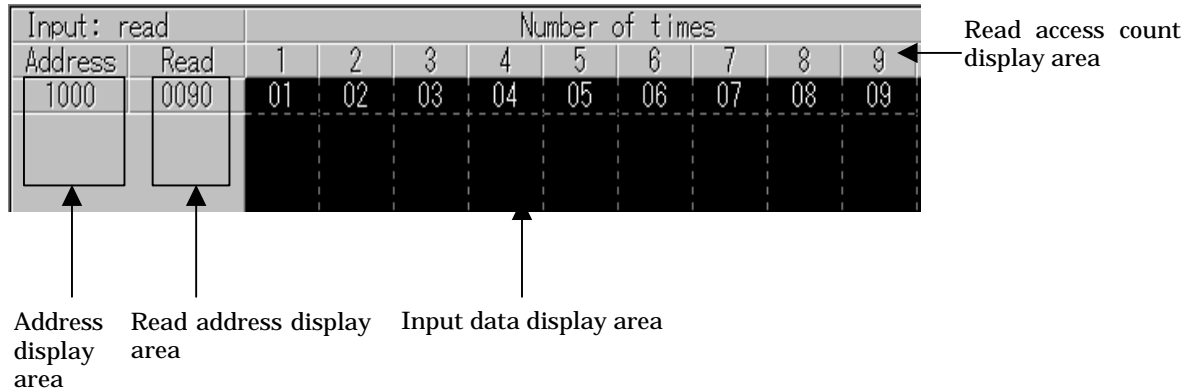 Input: read Number of times
Address Read 1 2 3 4 5 6 7 8 9
1000 0090 01 02 03 04 05 06 07 08 09
Read access count
display area
Address
display
area
Read address display
area
Input data display area